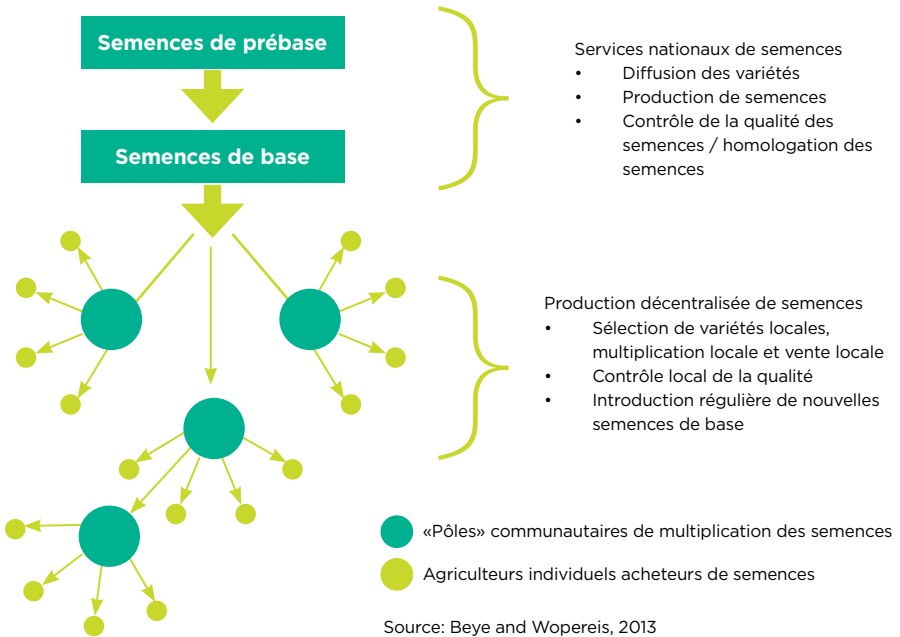 Semences de prébase
Semences de base
Services nationaux de semences
• Diffusion des variétés
• Production de semences
• Contrôle de la qualité des
semences / homologation des
semences
Production décentralisée de semences
• Sélection de variétés locales,
multiplication locale et vente locale
• Contrôle local de la qualité
• Introduction régulière de nouvelles
semences de base
«Pôles» communautaires de multiplication des semences
Agriculteurs individuels acheteurs de semences
Source: Beye and Wopereis, 2013